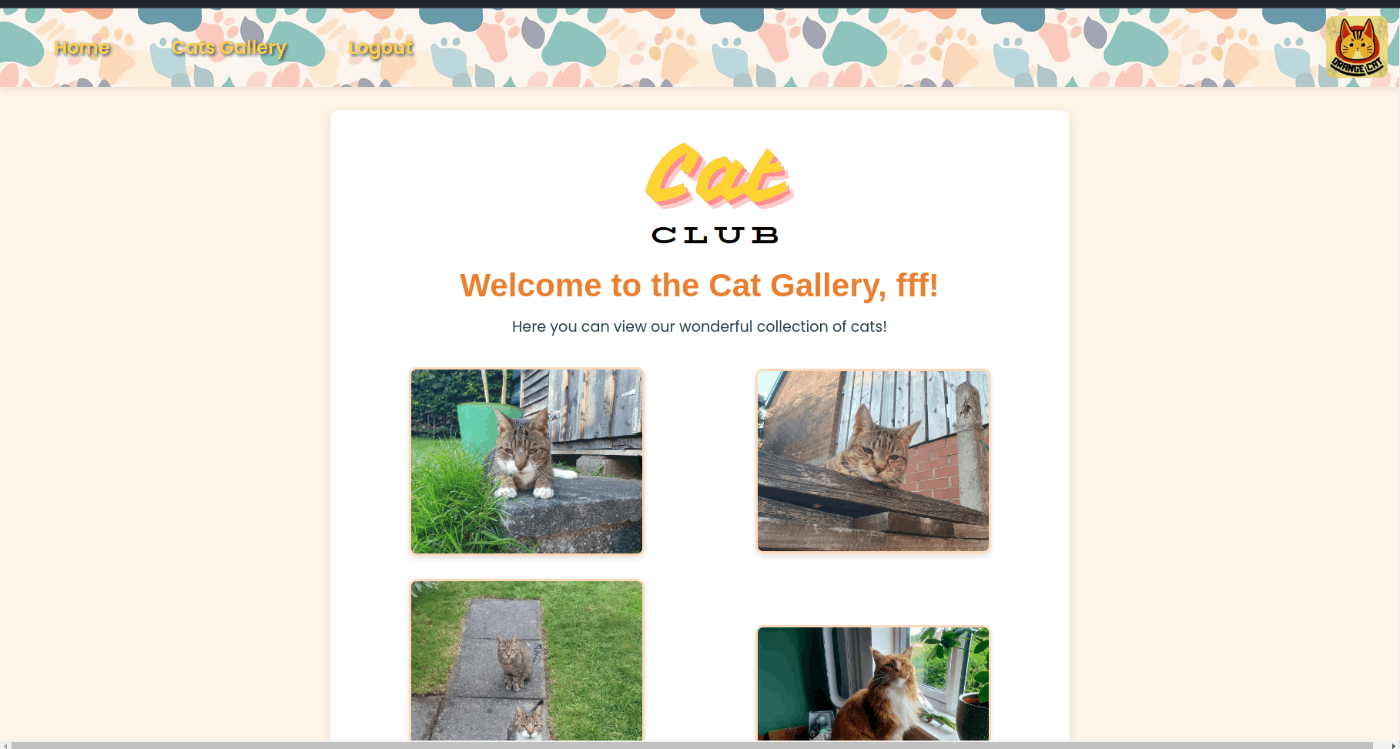 Home Cats Gallery Logout
ORANGE CAT
Cat
CLUB
Welcome to the Cat Gallery, fff!
Here you can view our wonderful collection of cats!